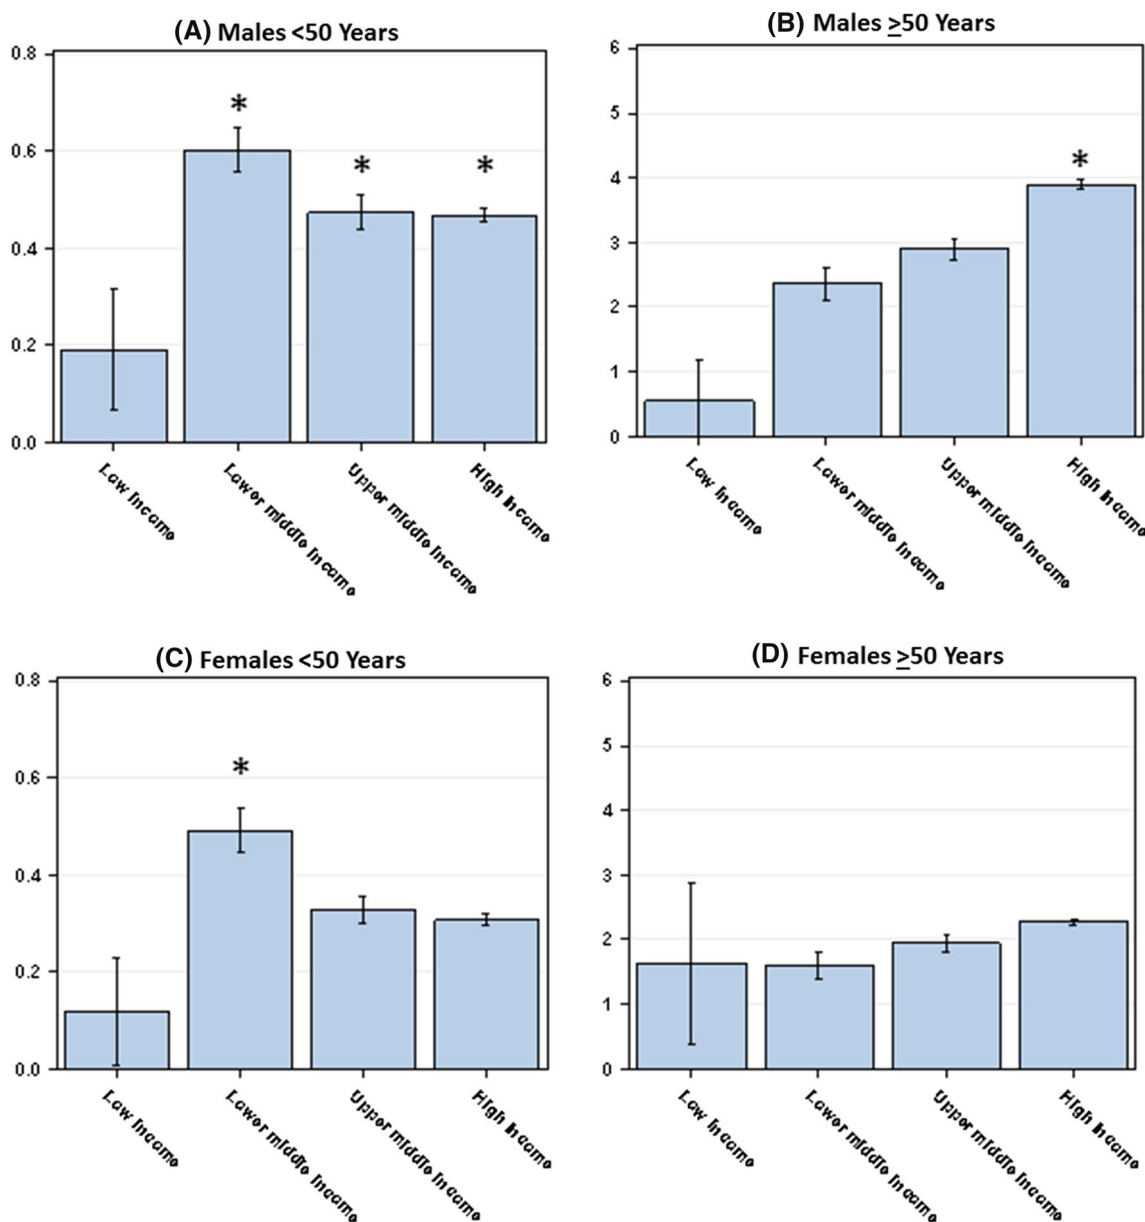 (A) Males <50 Years
0.8
0.6
0.4
0.2
0.0
*
*
*
Low Income
Lower middle Income
Upper middle Income
High Income
(B) Males ≥50 Years
6
5
4
3
2
1
0
*
Low Income
Lower middle Income
Upper middle Income
High Income
(C) Females <50 Years
0.8
0.6
0.4
0.2
0.0
*
Low Income
Lower middle Income
Upper middle Income
High Income
(D) Females ≥50 Years
6
5
4
3
2
1
0
Low Income
Lower middle Income
Upper middle Income
High Income